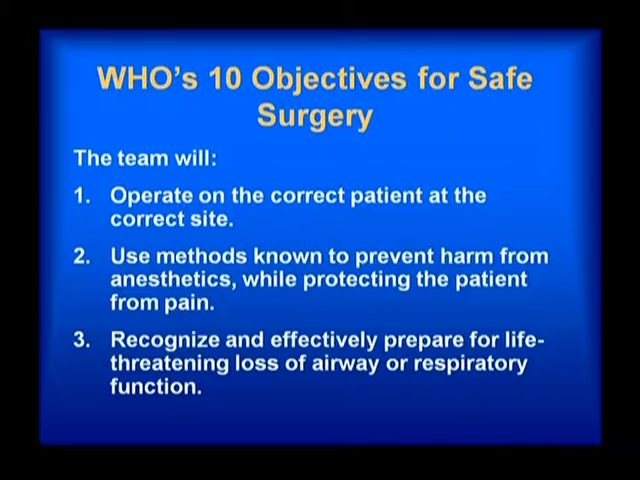 WHO's 10 Objectives for Safe
Surgery
The team will:
1. Operate on the correct patient at the
correct site.
2. Use methods known to prevent harm from
anesthetics, while protecting the patient
from pain.
3. Recognize and effectively prepare for life-
threatening loss of airway or respiratory
function.